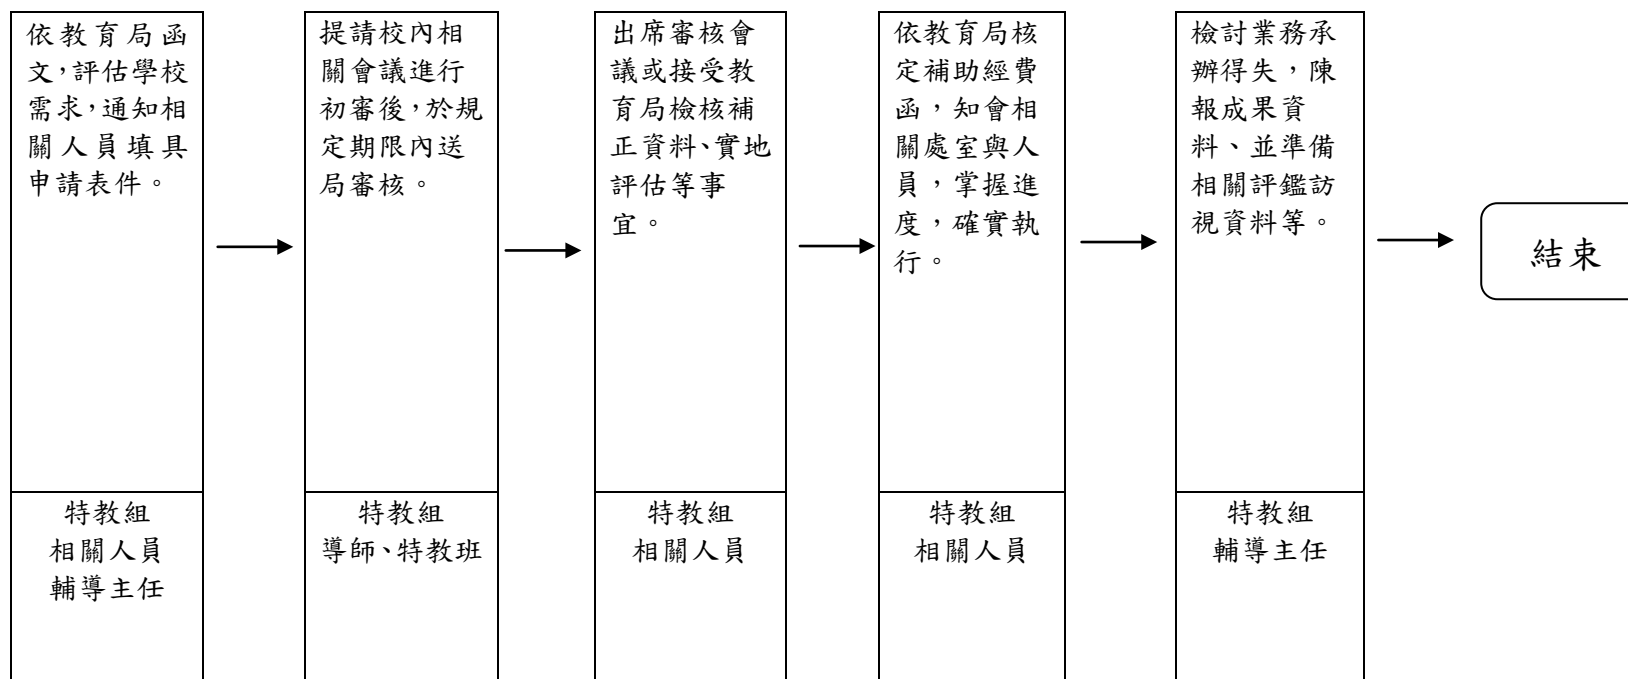 依教育局函
文，評估學校
需求，通知相
關人員填具
申請表件。
特教組
相關人員
輔導主任
提請校內相
關會議進行
初審後，於規
定期限內送
局審核。
特教組
導師、特教班
出席審核會
議或接受教
育局檢核補
正資料、實地
評估等事
宜。
特教組
相關人員
依教育局核
定補助經費
函，知會相
關處室與人
員，掌握進
度，確實執
行。
特教組
相關人員
檢討業務承
辦得失，陳
報成果資
料、並準備
相關評鑑訪
視資料等。
特教組
輔導主任
結束